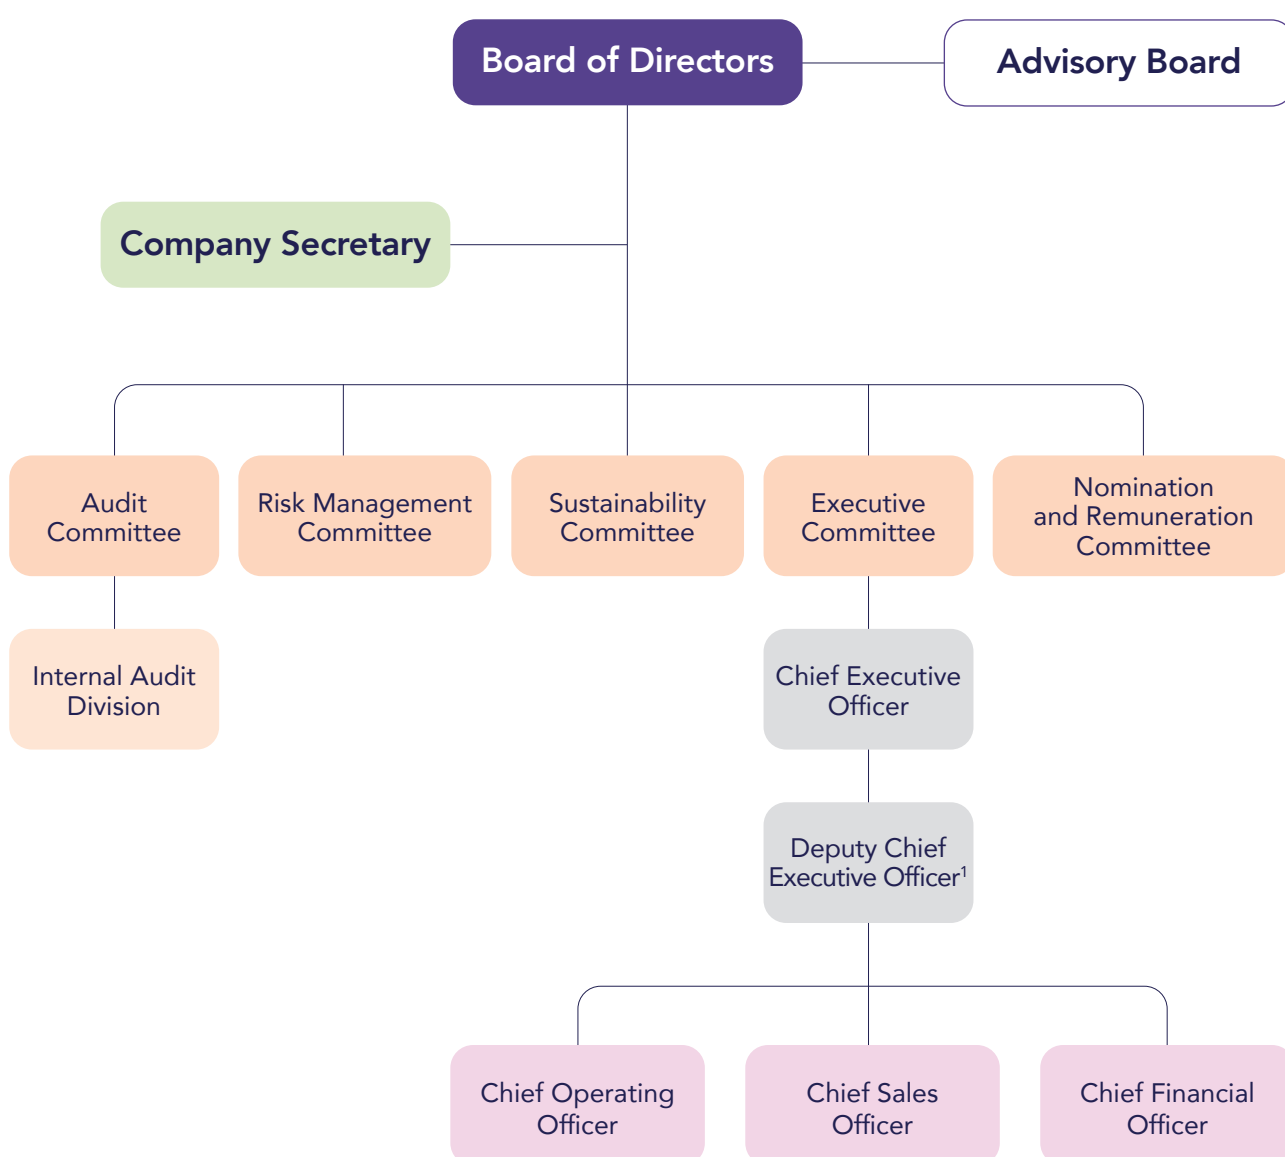 Board of Directors
Advisory Board
Company Secretary
Audit
Committee
Risk Management
Committee
Sustainability
Committee
Executive
Committee
Nomination
and Remuneration
Committee
Internal Audit
Division
Chief Executive
Officer
Deputy Chief
Executive Officer¹
Chief Operating
Officer
Chief Sales
Officer
Chief Financial
Officer